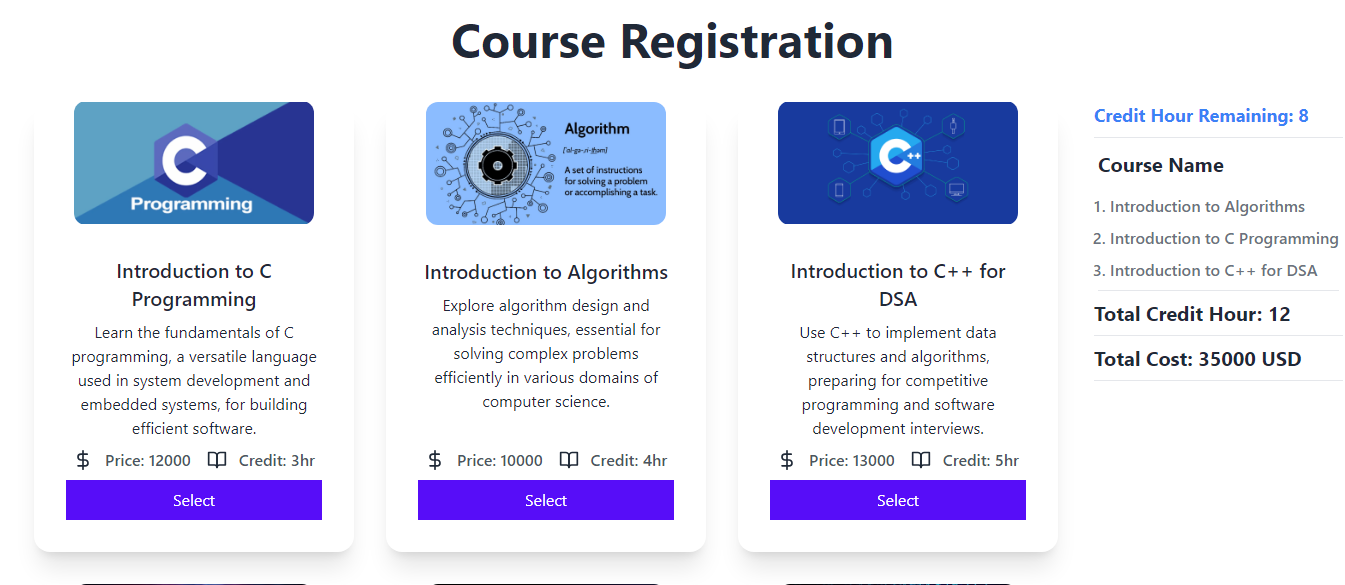 Course Registration
C
Programming
Introduction to C
Programming
Learn the fundamentals of C
programming, a versatile language
used in system development and
embedded systems, for building
efficient software.
$ Price: 12000 Credit: 3hr
Select
Algorithm
[ˈal-gə-ˌri-t͟həm]
A set of instructions
for solving a problem
or accomplishing a task.
Introduction to Algorithms
Explore algorithm design and
analysis techniques, essential for
solving complex problems
efficiently in various domains of
computer science.
$ Price: 10000 Credit: 4hr
Select
C++
Introduction to C++ for
DSA
Use C++ to implement data
structures and algorithms,
preparing for competitive
programming and software
development interviews.
$ Price: 13000 Credit: 5hr
Select
Credit Hour Remaining: 8
Course Name
1. Introduction to Algorithms
2. Introduction to C Programming
3. Introduction to C++ for DSA
Total Credit Hour: 12
Total Cost: 35000 USD